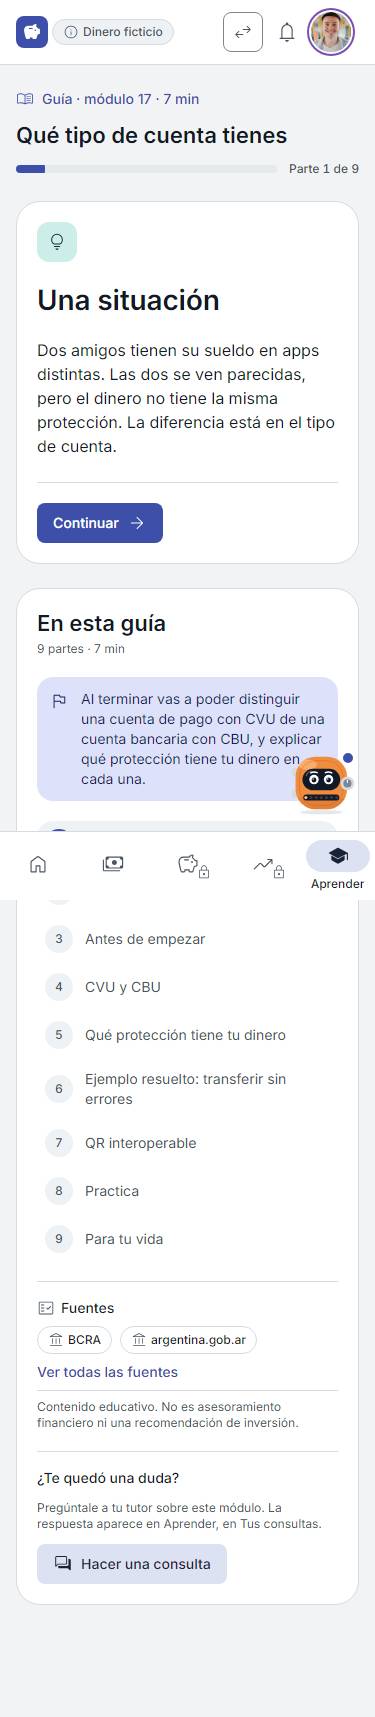 Dinero ficticio
Guía · módulo 17 · 7 min
Qué tipo de cuenta tienes
Parte 1 de 9
Una situación
Dos amigos tienen su sueldo en apps
distintas. Las dos se ven parecidas,
pero el dinero no tiene la misma
protección. La diferencia está en el tipo
de cuenta.
Continuar
En esta guía
9 partes · 7 min
Al terminar vas a poder distinguir
una cuenta de pago con CVU de una
cuenta bancaria con CBU, y explicar
qué protección tiene tu dinero en
cada una.
Aprender
3 Antes de empezar
4 CVU y CBU
5 Qué protección tiene tu dinero
6 Ejemplo resuelto: transferir sin
errores
7 QR interoperable
8 Practica
9 Para tu vida
Fuentes
BCRA argentina.gob.ar
Ver todas las fuentes
Contenido educativo. No es asesoramiento
financiero ni una recomendación de inversión.
¿Te quedó una duda?
Pregúntale a tu tutor sobre este módulo. La
respuesta aparece en Aprender, en Tus consultas.
Hacer una consulta